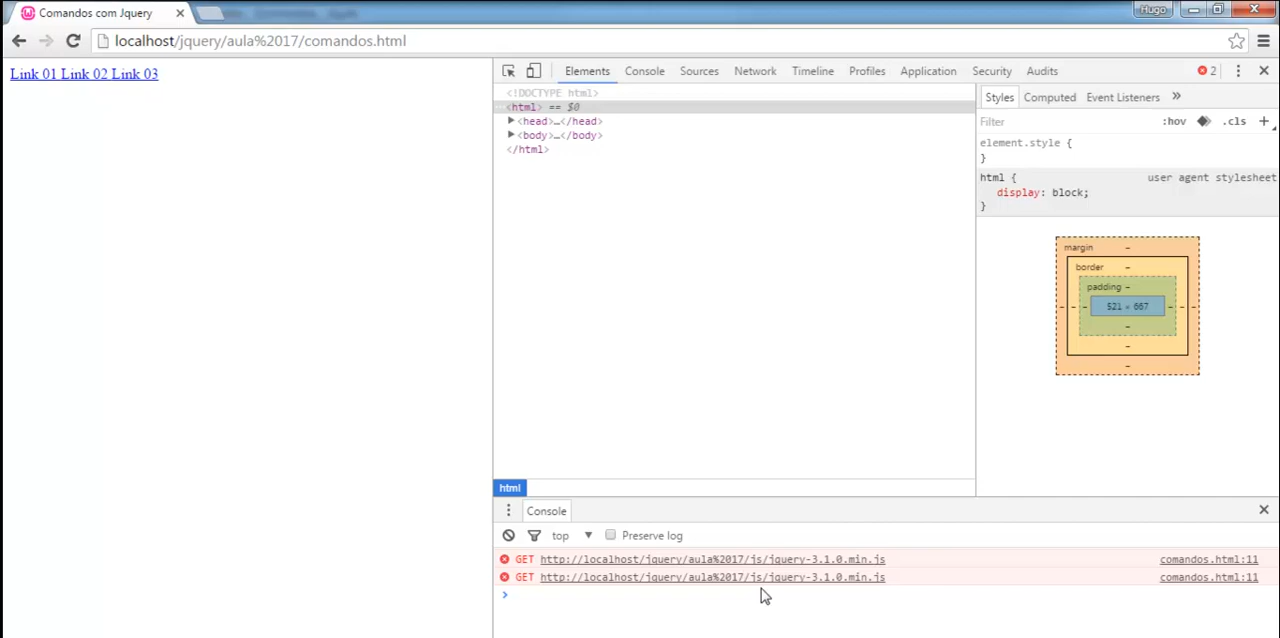 Comandos com Jquery
Hugo
localhost/jquery/aula%2017/comandos.html
Link 01 Link 02 Link 03
Elements Console Sources Network Timeline Profiles Application Security Audits 2
<!DOCTYPE html>
<html> == $0
<head>…</head>
<body>…</body>
</html>
html
Styles Computed Event Listeners »
Filter :hov .cls +
element.style {
}
html { user agent stylesheet
display: block;
}
margin –
border –
padding –
– – – 521 × 667 – – –
–
–
–
Console
top Preserve log
GET http://localhost/jquery/aula%2017/js/jquery-3.1.0.min.js comandos.html:11
GET http://localhost/jquery/aula%2017/js/jquery-3.1.0.min.js comandos.html:11